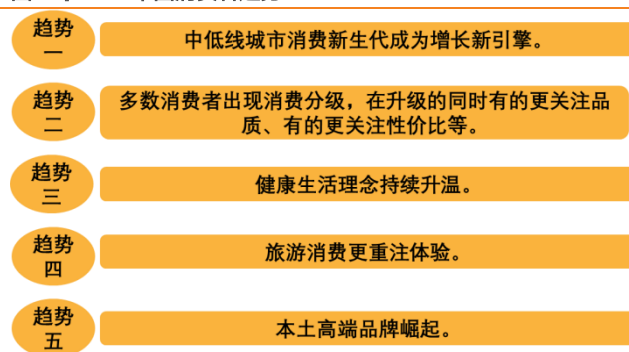 趋势
一
中低线城市消费新生代成为增长新引擎。
趋势
二
多数消费者出现消费分级，在升级的同时有的更关注品
质、有的更关注性价比等。
趋势
三
健康生活理念持续升温。
趋势
四
旅游消费更重注体验。
趋势
五
本土高端品牌崛起。